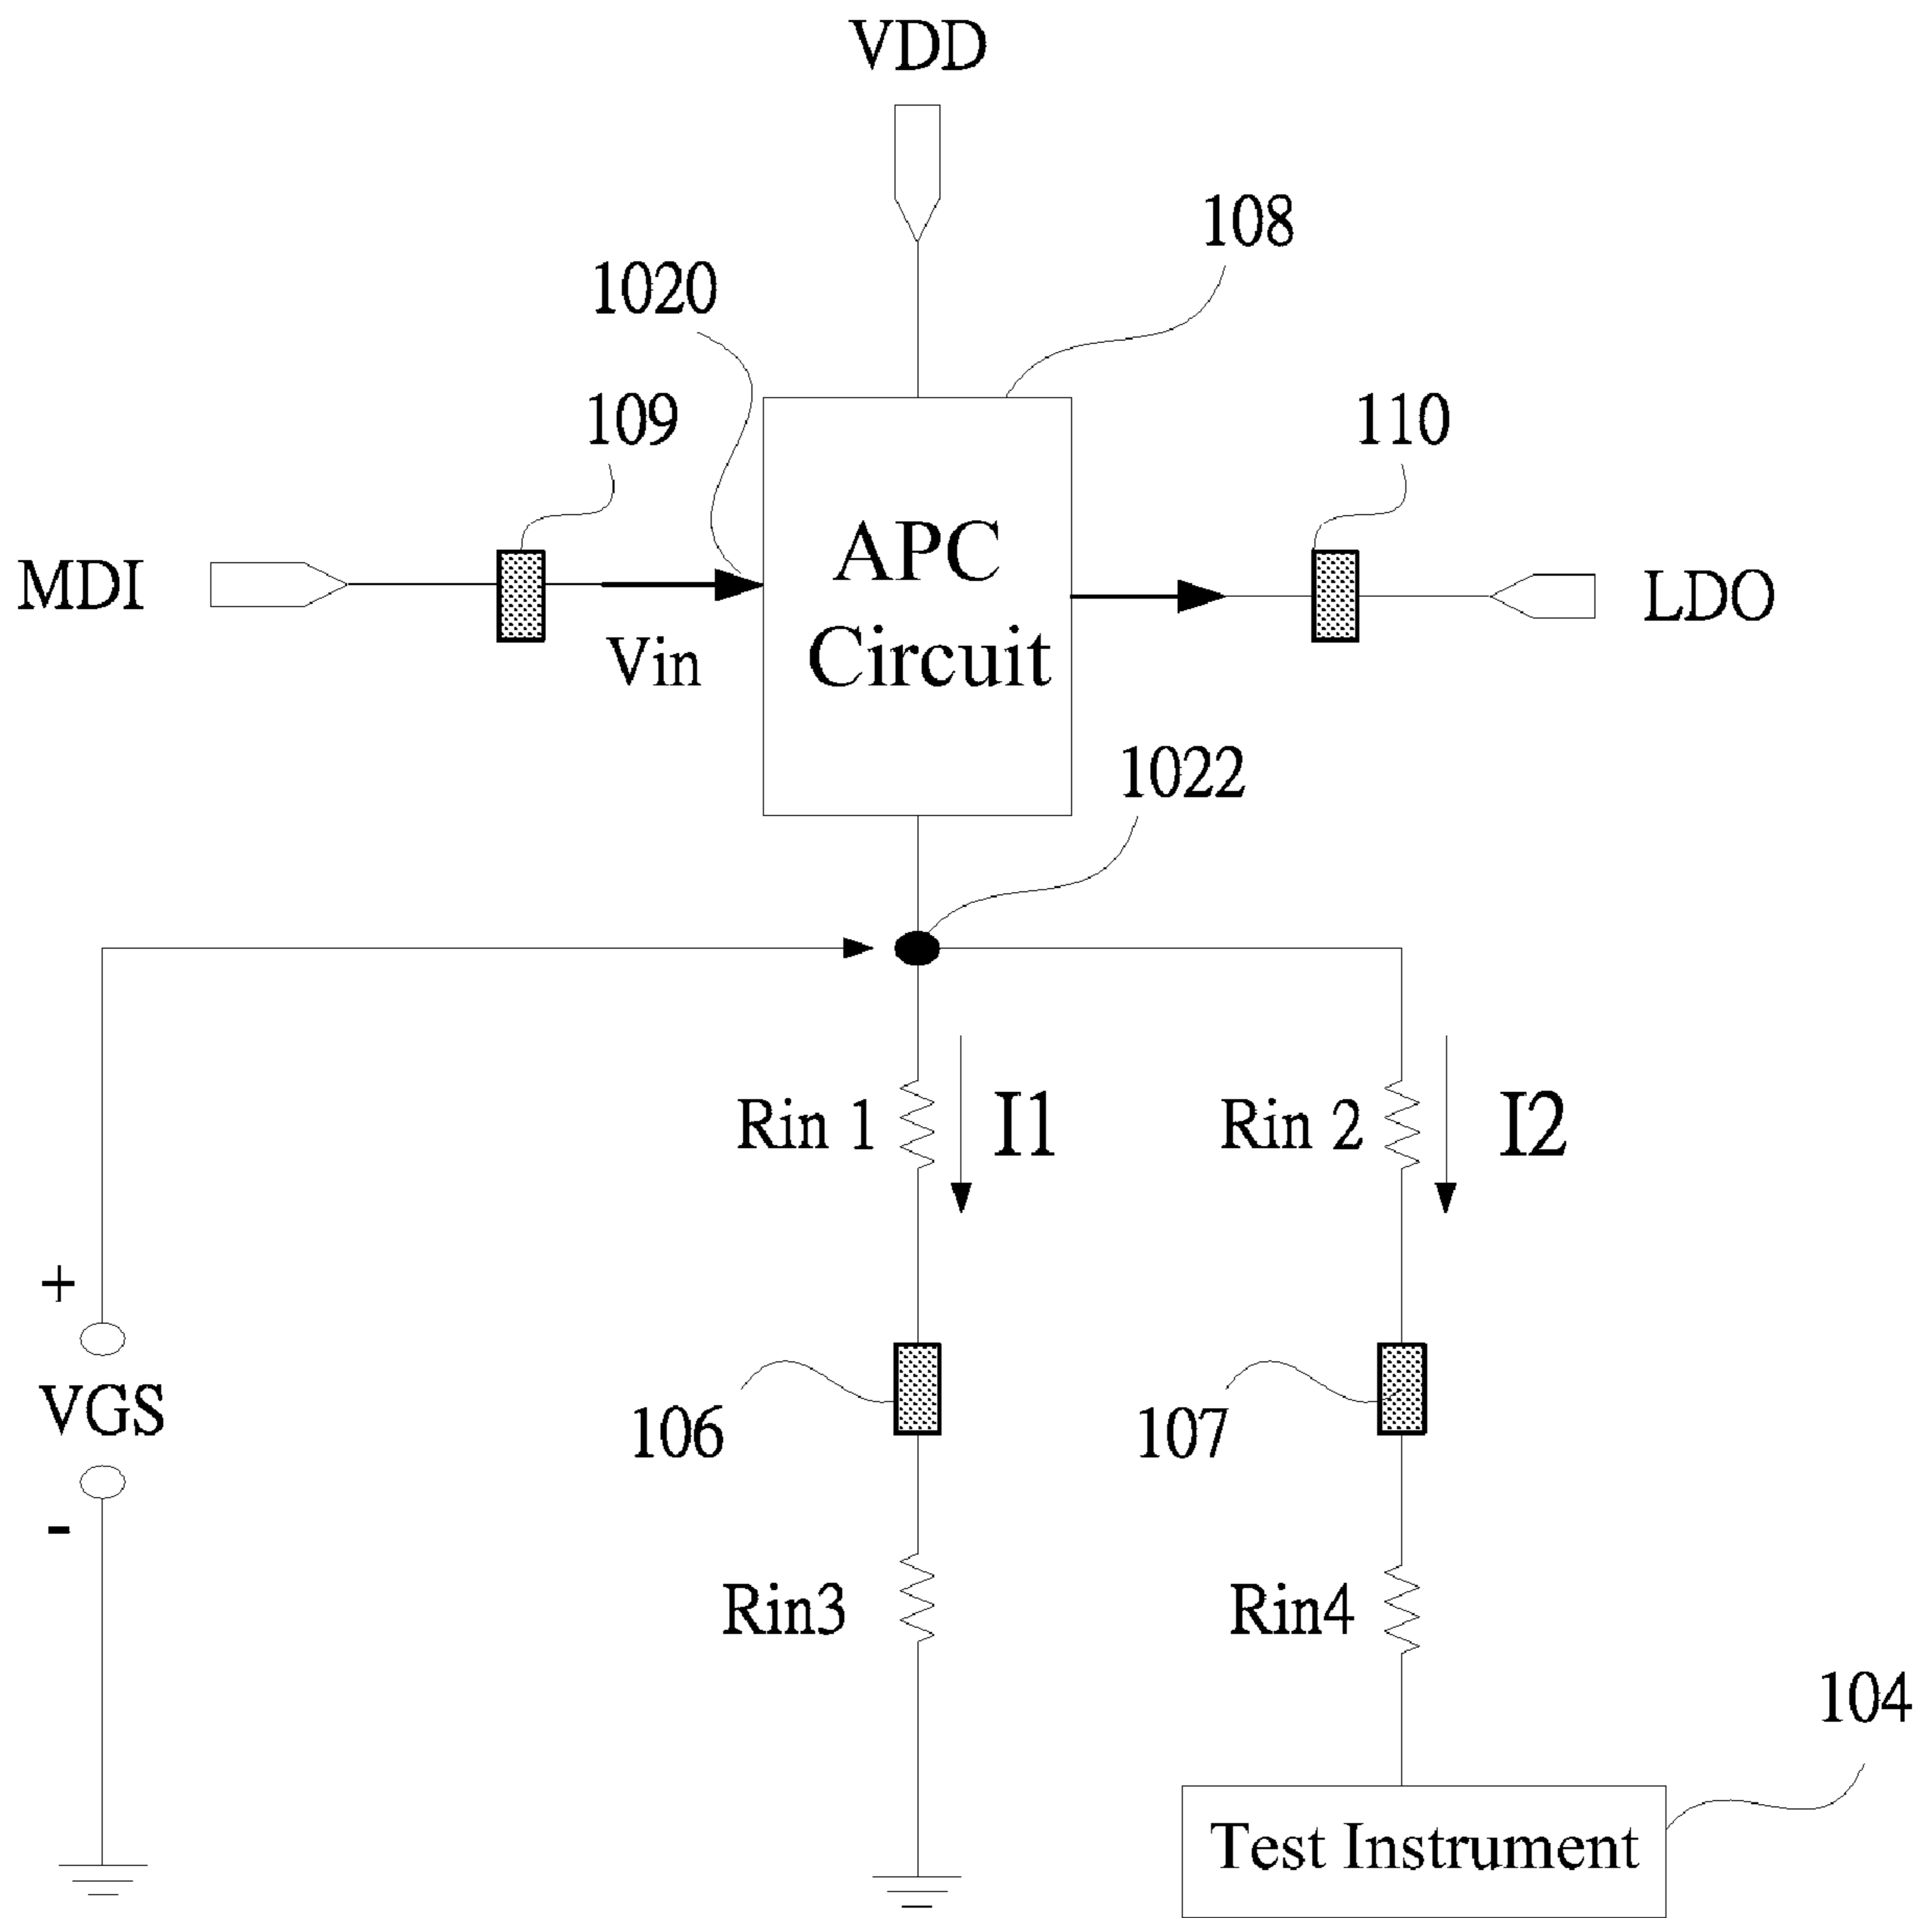 VDD
108
1020
109
110
MDI
APC
Circuit
LDO
Vin
1022
Rin 1
I1
Rin 2
I2
+
VGS
106
107
-
Rin3
Rin4
104
Test Instrument